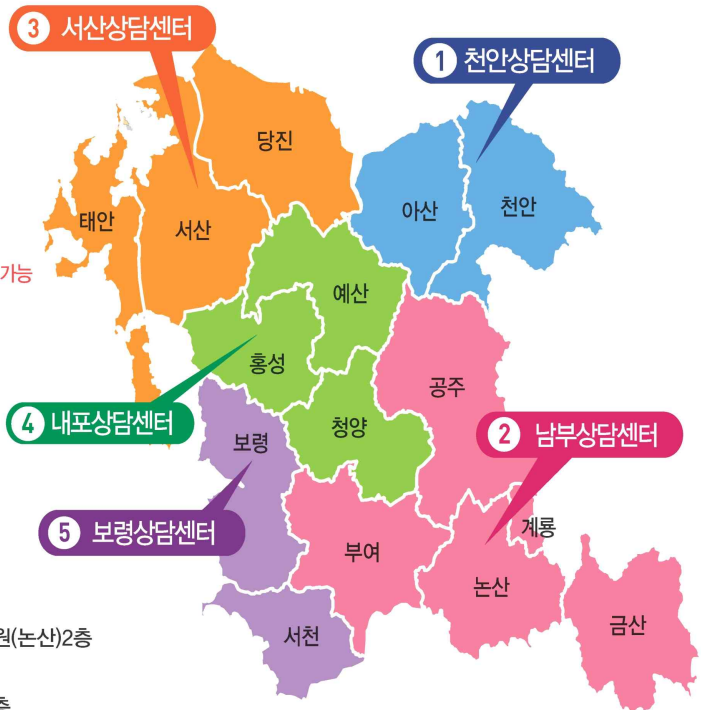 3 서산상담센터
1 천안상담센터
당진
아산
천안
태안
서산
가능
예산
홍성
공주
4 내포상담센터
청양
보령
2 남부상담센터
5 보령상담센터
계룡
부여
논산
금산
원(논산)2층
서천
층